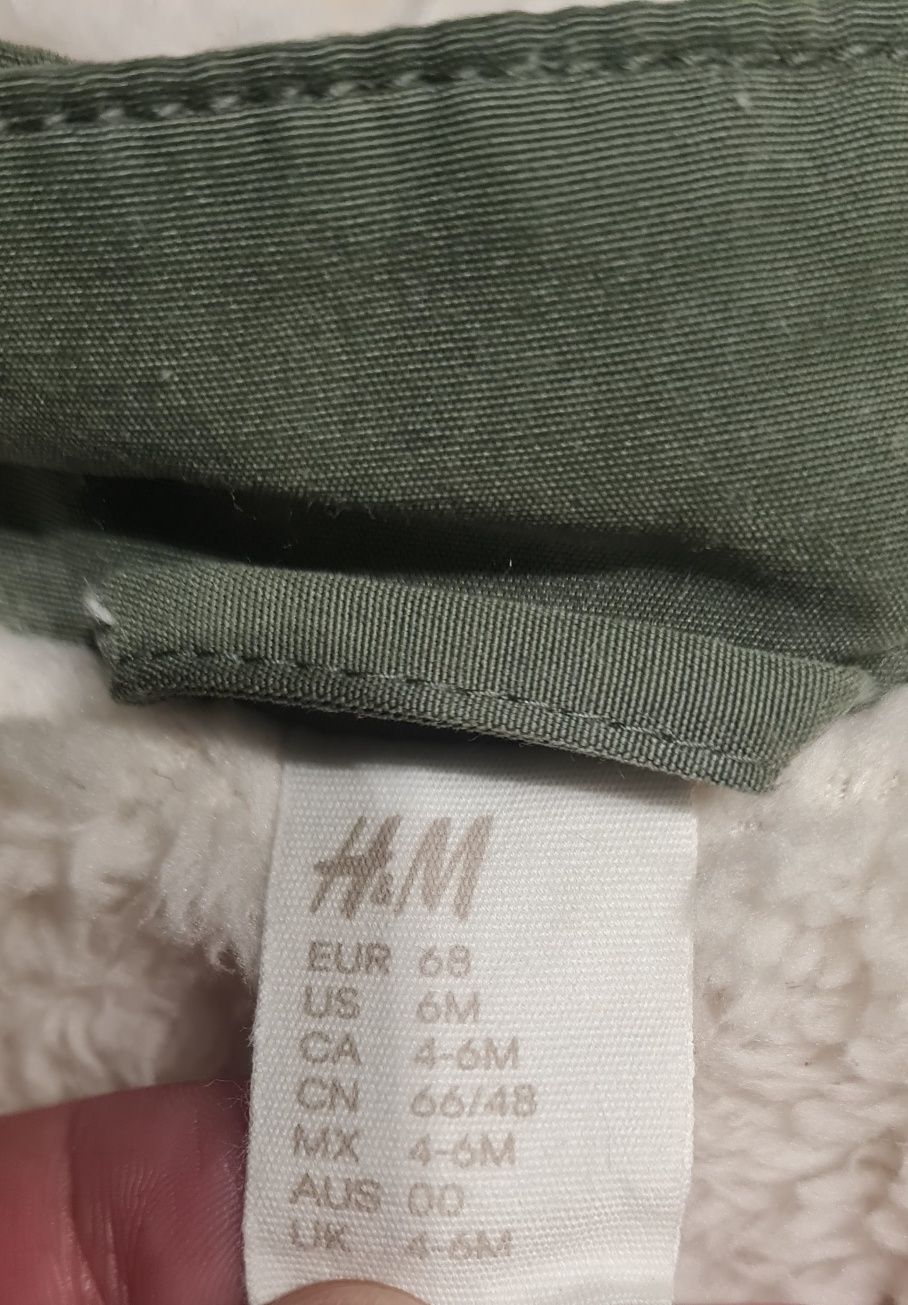 H&M
EUR 68
US 6M
CA 4-6M
CN 66/48
MX 4-6M
AUS 00
UK 4-6M